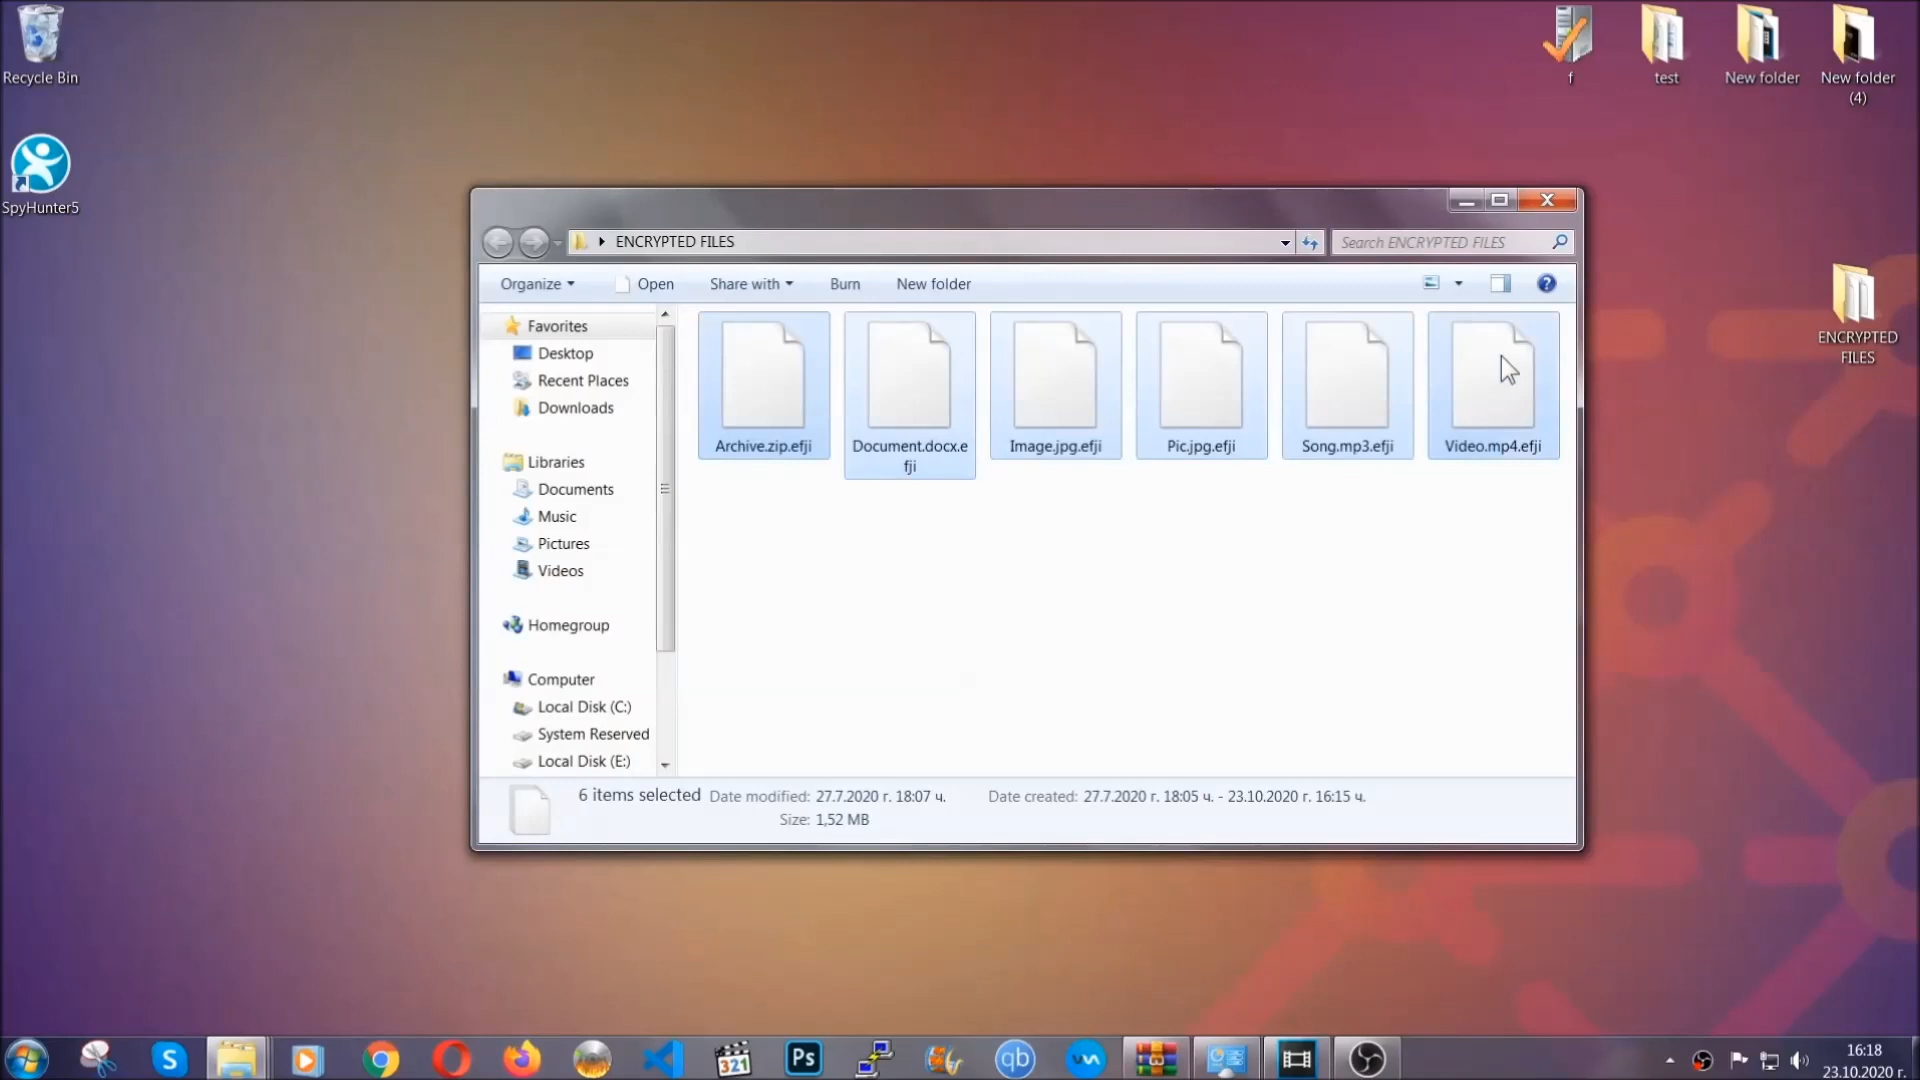 Recycle Bin
SpyHunter5
f
test
New folder
New folder
(4)
ENCRYPTED
FILES
ENCRYPTED FILES
Search ENCRYPTED FILES
Organize
Open
Share with
Burn
New folder
Favorites
Desktop
Recent Places
Downloads
Libraries
Documents
Music
Pictures
Videos
Homegroup
Computer
Local Disk (C:)
System Reserved
Local Disk (E:)
Archive.zip.efji
Document.docx.e
fji
Image.jpg.efji
Pic.jpg.efji
Song.mp3.efji
Video.mp4.efji
6 items selected Date modified: 27.7.2020 г. 18:07 ч. Date created: 27.7.2020 г. 18:05 ч. - 23.10.2020 г. 16:15 ч.
Size: 1,52 MB
S
321
Ps
qb
16:18
23.10.2020 г.